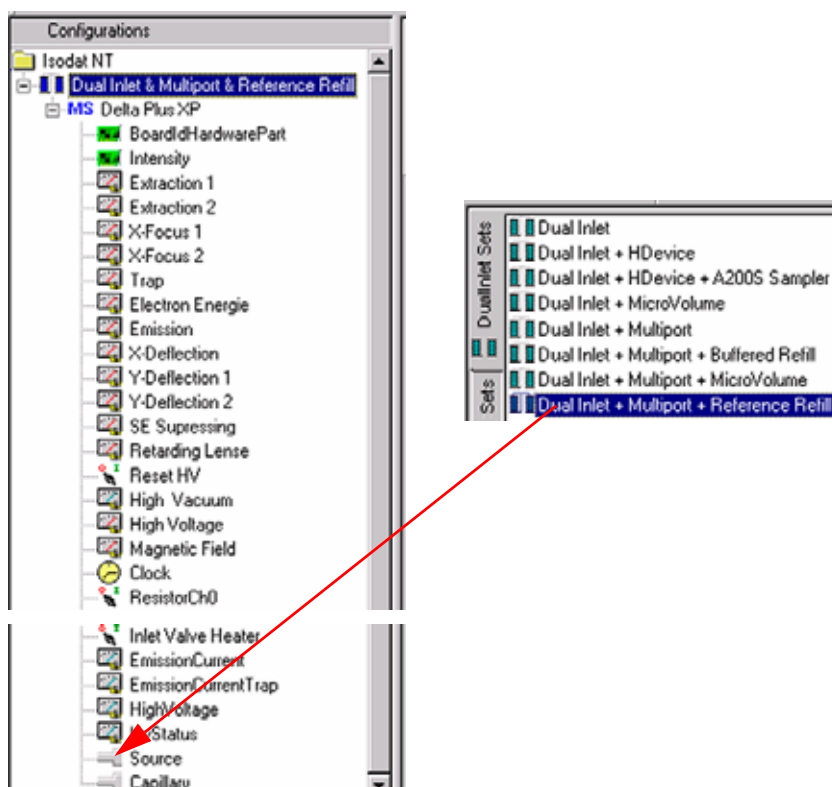 Configurations
Isodat NT
Dual Inlet & Multiport & Reference Refill
MS Delta Plus XP
BoardIdHardwarePart
Intensity
Extraction 1
Extraction 2
X-Focus 1
X-Focus 2
Trap
Electron Energie
Emission
X-Deflection
Y-Deflection 1
Y-Deflection 2
SE Supressing
Retarding Lense
Reset HV
High Vacuum
High Voltage
Magnetic Field
Clock
ResistorCh0
Inlet Valve Heater
EmissionCurrent
EmissionCurrentTrap
HighVoltage
Source
Capillary
DualInlet Sets
Sets
Dual Inlet
Dual Inlet + HDevice
Dual Inlet + HDevice + A200S Sampler
Dual Inlet + MicroVolume
Dual Inlet + Multiport
Dual Inlet + Multiport + Buffered Refill
Dual Inlet + Multiport + MicroVolume
Dual Inlet + Multiport + Reference Refill